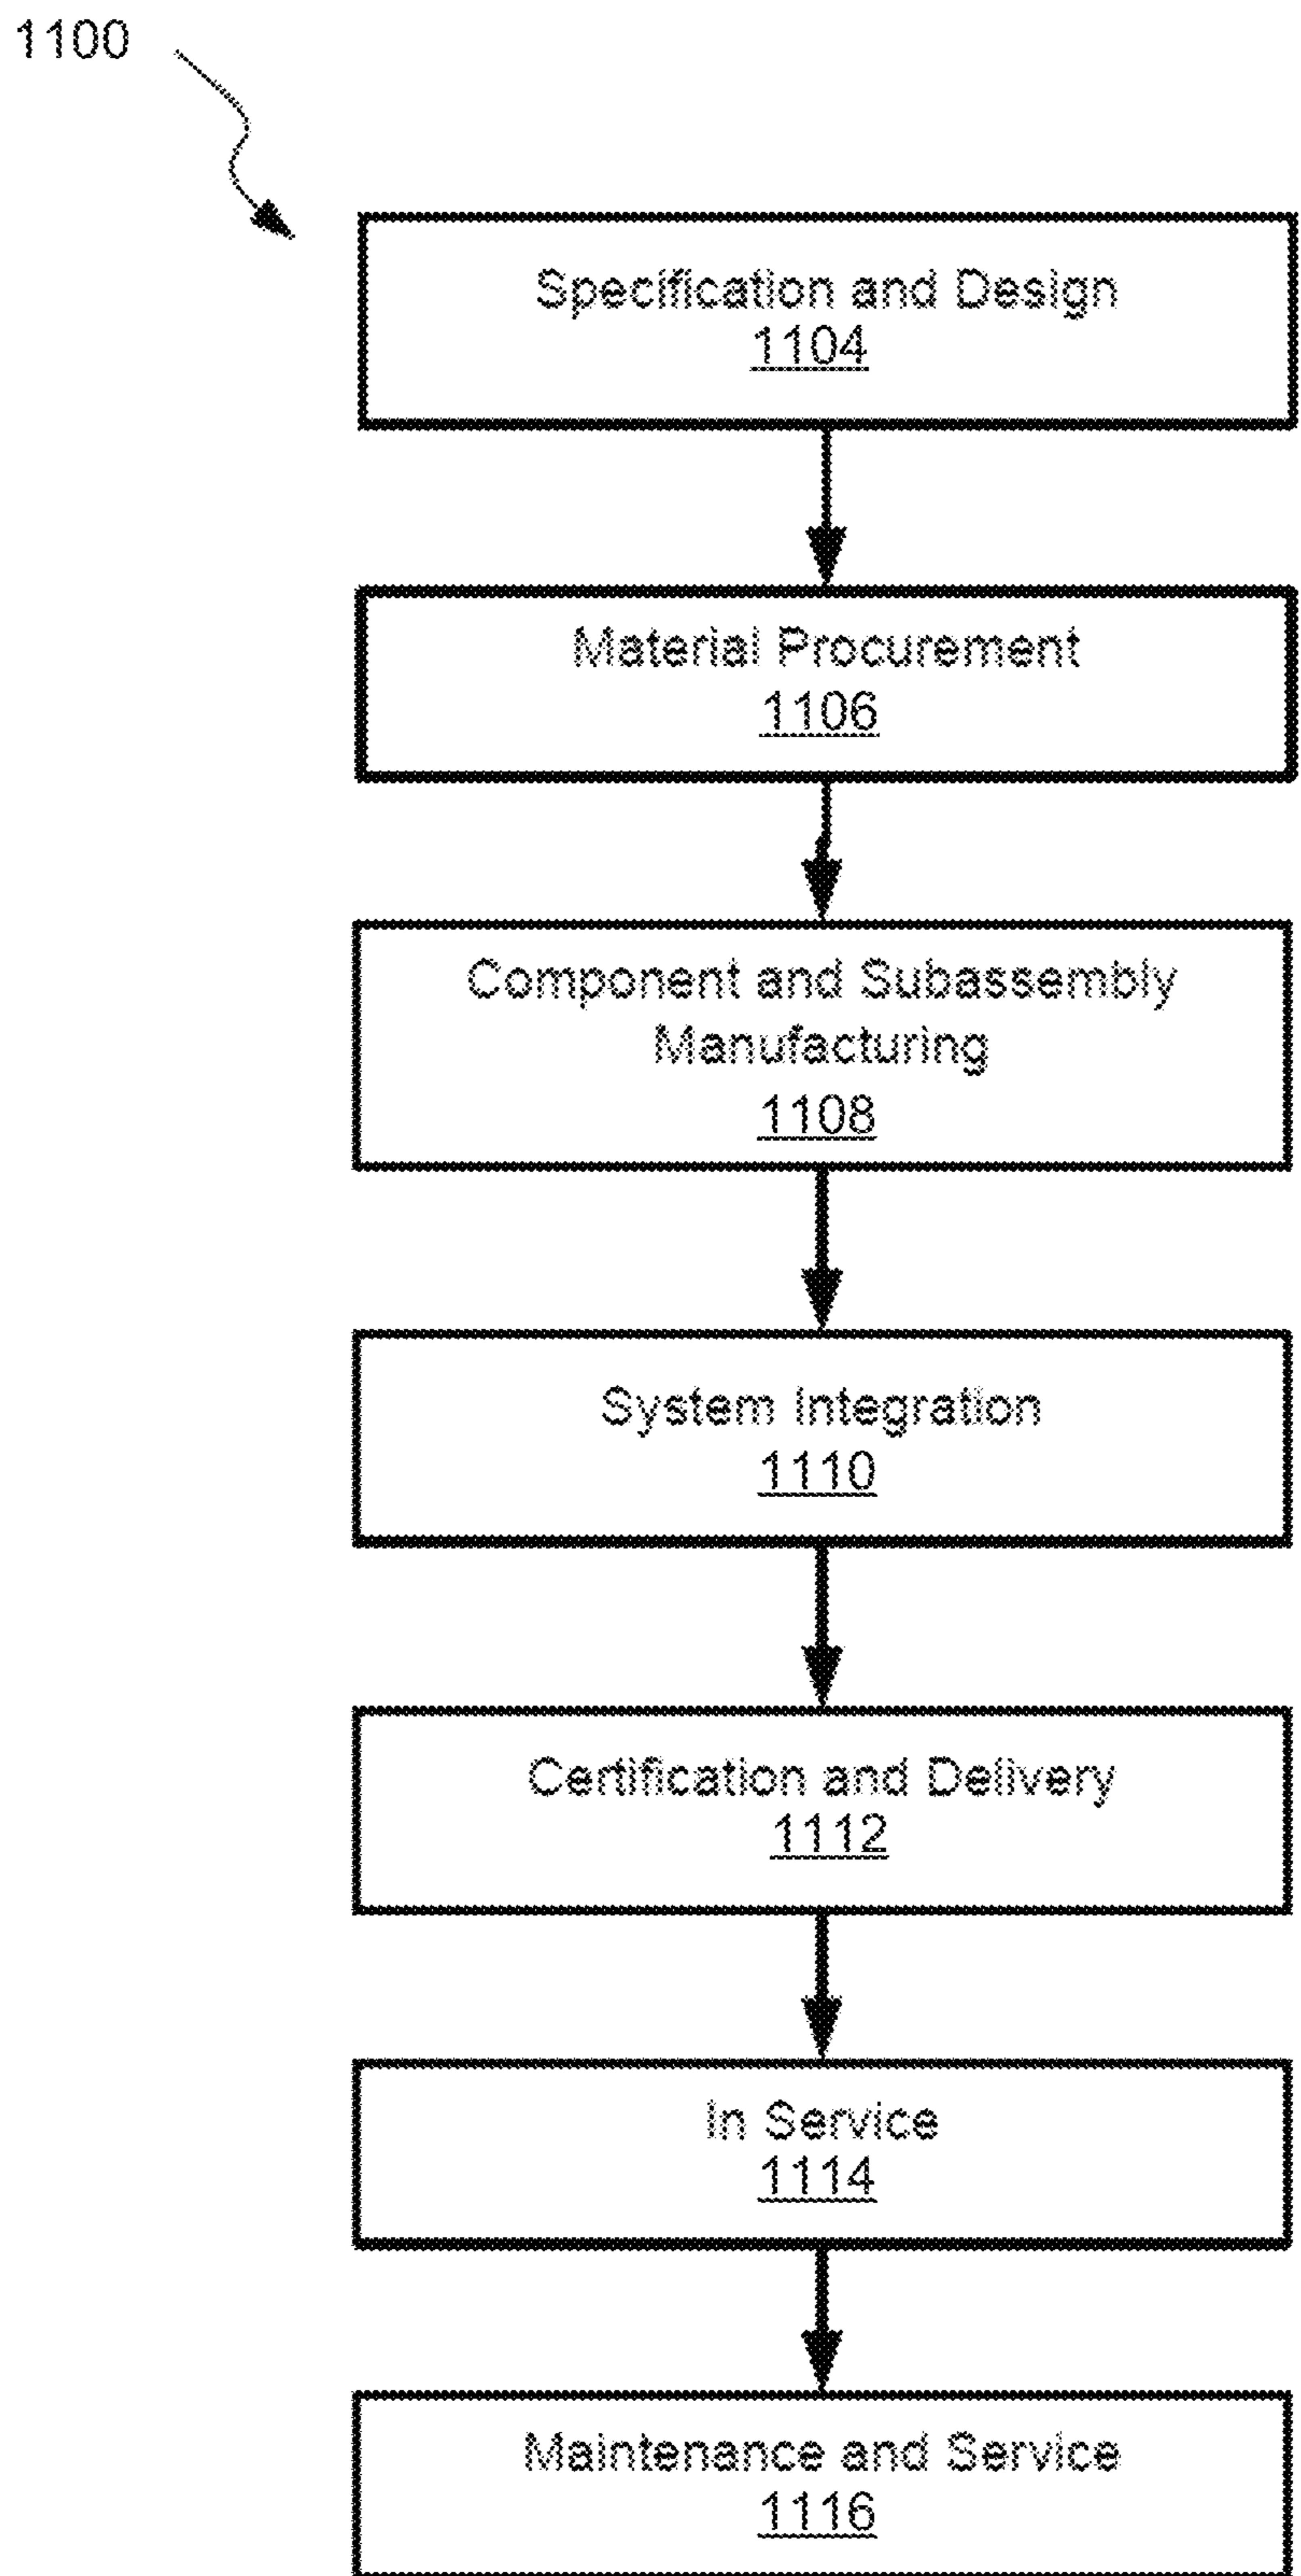 1100
Specification and Design
1104
Material Procurement
1106
Component and Subassembly
Manufacturing
1108
System Integration
1110
Certification and Delivery
1112
In Service
1114
Maintenance and Service
1116